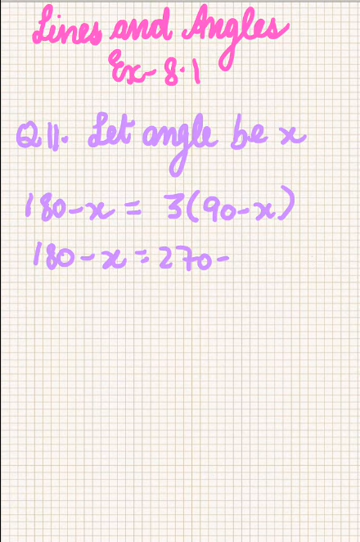 Lines and Angles
Ex- 8.1
Q11. Let angle be x
180-x = 3(90-x)
180-x = 270-